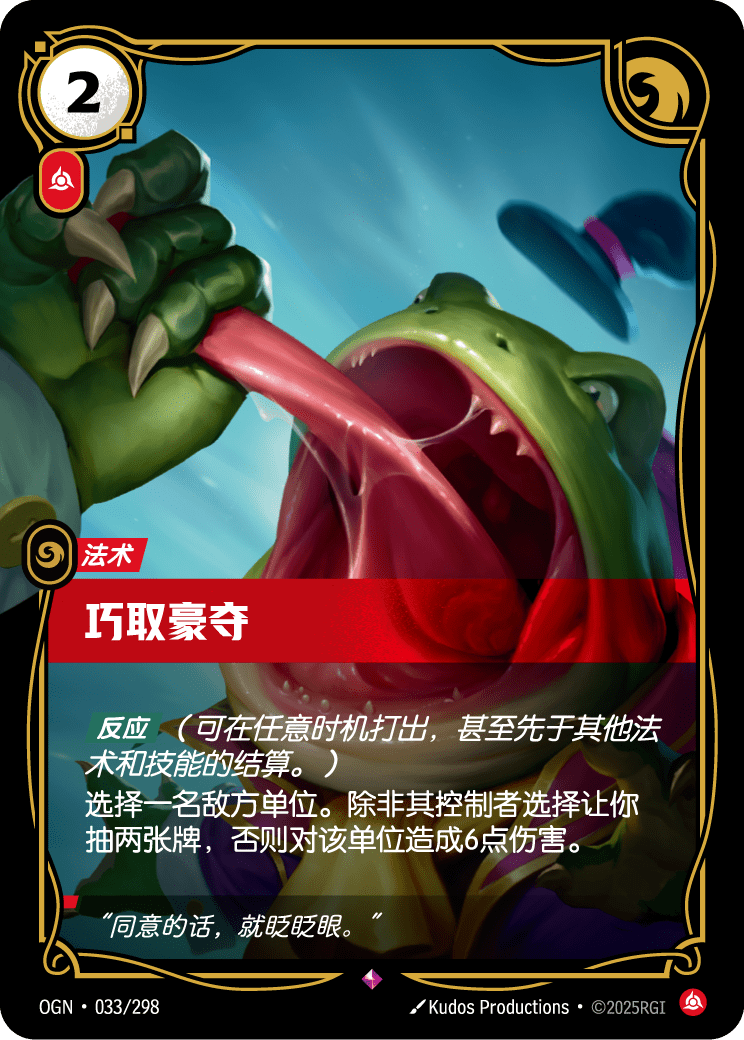 2
法术
巧取豪夺
反应 （可在任意时机打出，甚至先于其他法
术和技能的结算。）
选择一名敌方单位。除非其控制者选择让你
抽两张牌，否则对该单位造成6点伤害。
“同意的话，就眨眨眼。”
OGN • 033/298
Kudos Productions • ©2025RGI